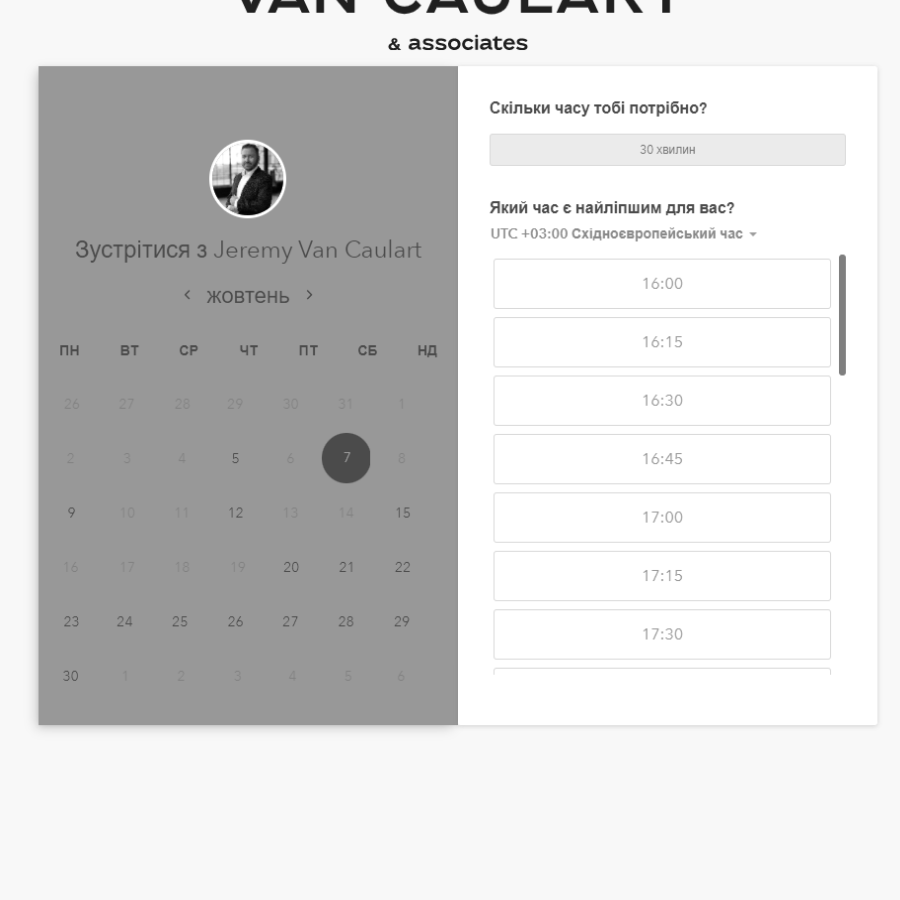 VAN CAULART
& associates
Зустрітися з Jeremy Van Caulart
жовтень
ПН ВТ СР ЧТ ПТ СБ НД
26 27 28 29 30 31 1
2 3 4 5 6 7 8
9 10 11 12 13 14 15
16 17 18 19 20 21 22
23 24 25 26 27 28 29
30 1 2 3 4 5 6
Скільки часу тобі потрібно?
30 хвилин
Який час є найліпшим для вас?
UTC +03:00 Східноєвропейський час
16:00
16:15
16:30
16:45
17:00
17:15
17:30